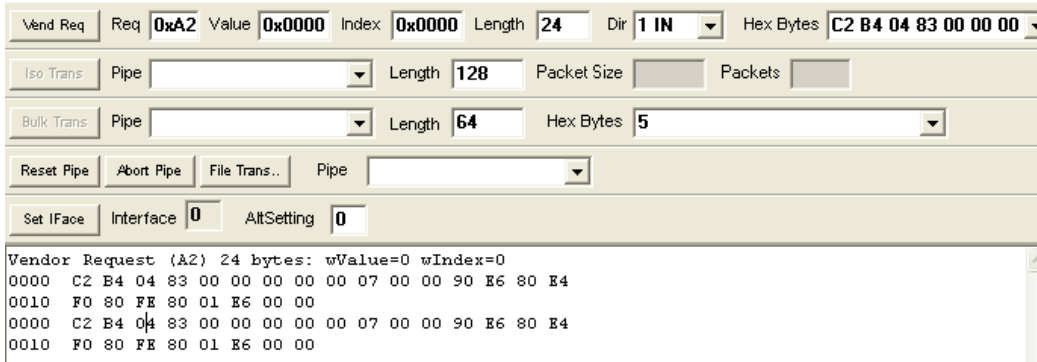 Vend Req Req 0xA2 Value 0x0000 Index 0x0000 Length 24 Dir 1 IN Hex Bytes C2 B4 04 83 00 00 00
Iso Trans Pipe Length 128 Packet Size Packets
Bulk Trans Pipe Length 64 Hex Bytes 5
Reset Pipe Abort Pipe File Trans.. Pipe
Set IFace Interface 0 AltSetting 0
Vendor Request (A2) 24 bytes: wValue=0 wIndex=0
0000 C2 B4 04 83 00 00 00 00 00 07 00 00 90 E6 80 E4
0010 F0 80 FE 80 01 E6 00 00
0000 C2 B4 04 83 00 00 00 00 00 07 00 00 90 E6 80 E4
0010 F0 80 FE 80 01 E6 00 00